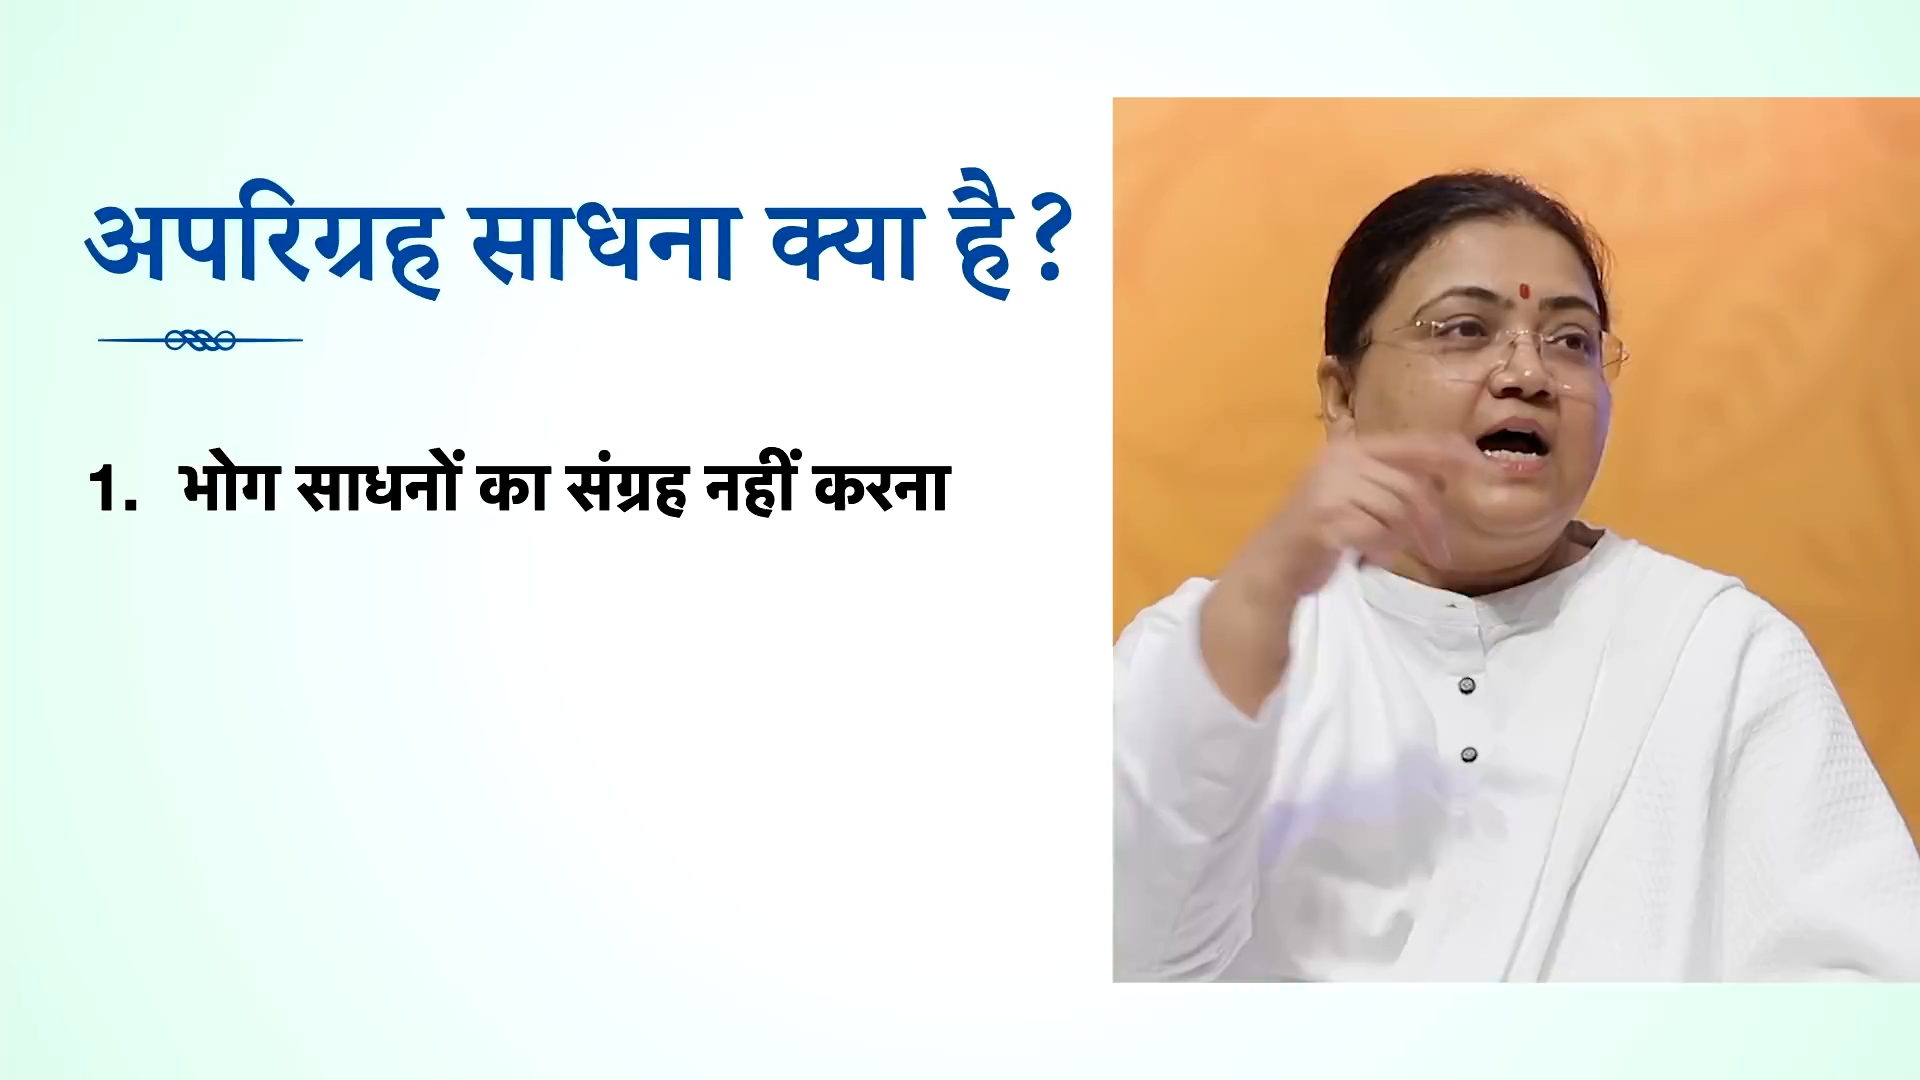 अपरिग्रह साधना क्या है?
1. भोग साधनों का संग्रह नहीं करना